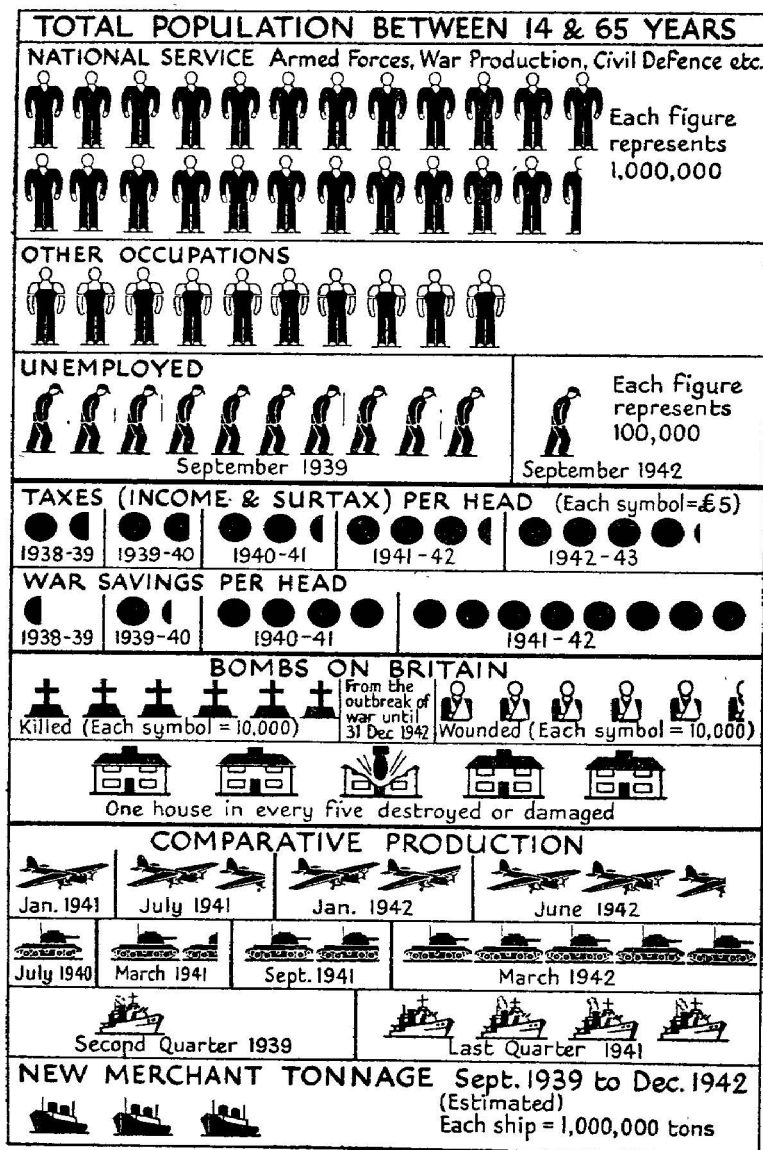 TOTAL POPULATION BETWEEN 14 & 65 YEARS
NATIONAL SERVICE Armed Forces, War Production, Civil Defence etc.
Each figure
represents
1,000,000
OTHER OCCUPATIONS
UNEMPLOYED
Each figure
represents
100,000
September 1939
September 1942
TAXES (INCOME & SURTAX) PER HEAD (Each symbol=£5)
1938-39
1939-40
1940-41
1941-42
1942-43
WAR SAVINGS PER HEAD
1938-39
1939-40
1940-41
1941-42
BOMBS ON BRITAIN
Killed (Each symbol = 10,000)
From the
outbreak of
war until
31 Dec 1942
Wounded (Each symbol = 10,000)
One house in every five destroyed or damaged
COMPARATIVE PRODUCTION
Jan. 1941
July 1941
Jan. 1942
June 1942
July 1940
March 1941
Sept. 1941
March 1942
Second Quarter 1939
Last Quarter 1941
NEW MERCHANT TONNAGE Sept. 1939 to Dec. 1942
(Estimated)
Each ship = 1,000,000 tons